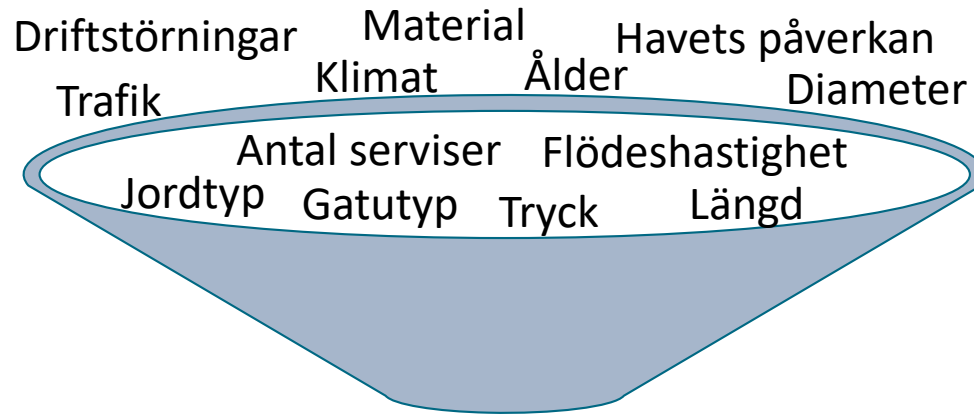 Driftstörningar Material Havets påverkan
Trafik Klimat Ålder Diameter
Antal serviser Flödeshastighet
Jordtyp Gatutyp Tryck Längd